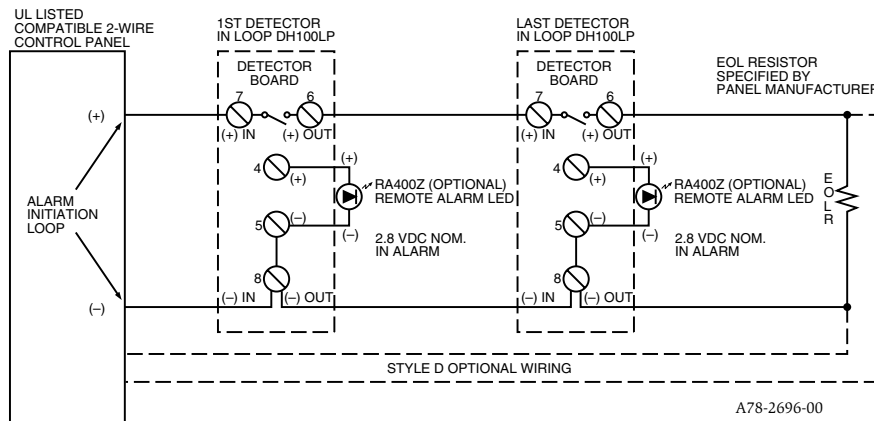 UL LISTED
COMPATIBLE 2-WIRE
CONTROL PANEL
1ST DETECTOR
IN LOOP DH100LP
LAST DETECTOR
IN LOOP DH100LP
DETECTOR
BOARD
DETECTOR
BOARD
EOL RESISTOR
SPECIFIED BY
PANEL MANUFACTURER
7
6
7
6
(+)
(+) IN
(+) OUT
(+) IN
(+) OUT
4
(+)
(+)
4
(+)
(+)
ALARM
INITIATION
LOOP
RA400Z (OPTIONAL)
REMOTE ALARM LED
RA400Z (OPTIONAL)
REMOTE ALARM LED
EOLR
5
(–)
(–)
5
(–)
(–)
2.8 VDC NOM.
IN ALARM
2.8 VDC NOM.
IN ALARM
8
8
(–)
(–) IN
(–) OUT
(–) IN
(–) OUT
STYLE D OPTIONAL WIRING
A78-2696-00